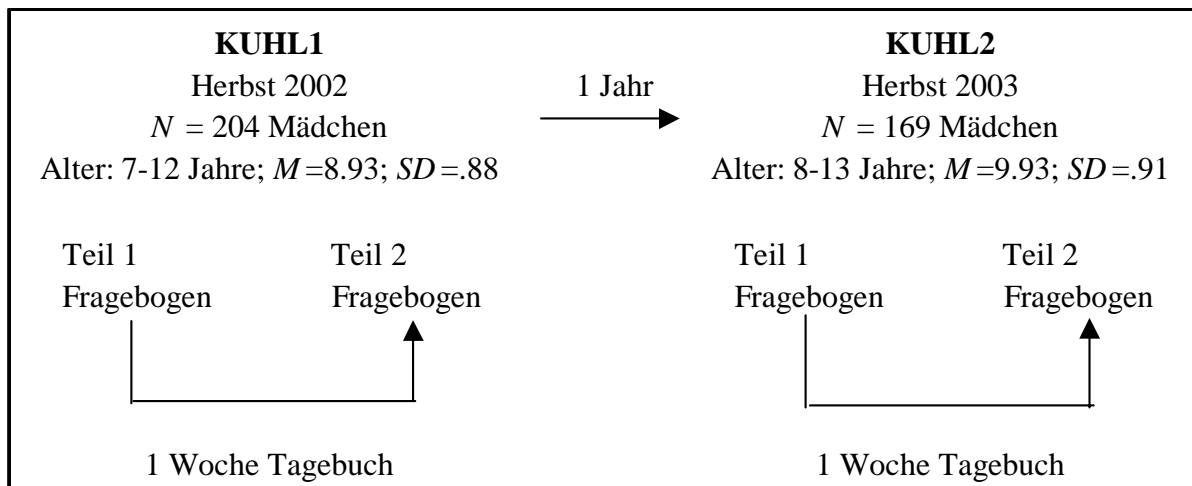 KUHL1
Herbst 2002
N = 204 Mädchen
Alter: 7-12 Jahre; M=8.93; SD=.88
1 Jahr
KUHL2
Herbst 2003
N = 169 Mädchen
Alter: 8-13 Jahre; M=9.93; SD=.91
Teil 1
Fragebogen
Teil 2
Fragebogen
1 Woche Tagebuch
Teil 1
Fragebogen
Teil 2
Fragebogen
1 Woche Tagebuch